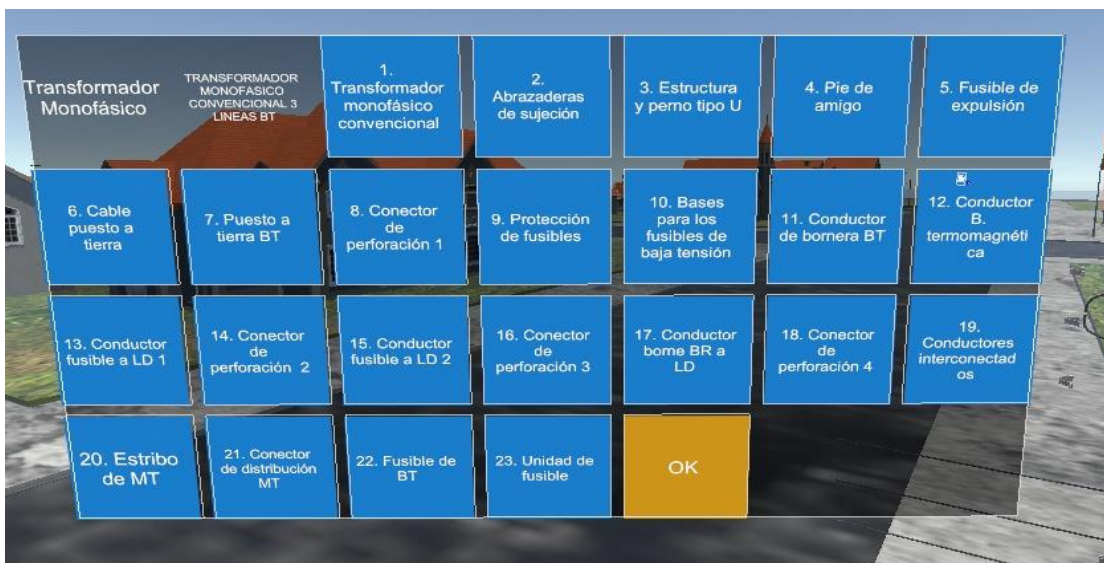 Transformador
Monofásico
TRANSFORMADOR
MONOFASICO
CONVENCIONAL 3
LINEAS BT
1.
Transformador
monofásico
convencional
2.
Abrazaderas
de sujeción
3. Estructura
y perno tipo U
4. Pie de
amigo
5. Fusible de
expulsión
6. Cable
puesto a
tierra
7. Puesto a
tierra BT
8. Conector
de
perforación 1
9. Protección
de fusibles
10. Bases
para los
fusibles de
baja tensión
11. Conductor
de bornera BT
12. Conductor
B.
termomagnéti
ca
13. Conductor
fusible a LD 1
14. Conector
de
perforación 2
15. Conductor
fusible a LD 2
16. Conector
de
perforación 3
17. Conductor
borne BR a
LD
18. Conector
de
perforación 4
19.
Conductores
interconectad
os
20. Estribo
de MT
21. Conector
de distribución
MT
22. Fusible de
BT
23. Unidad de
fusible
OK